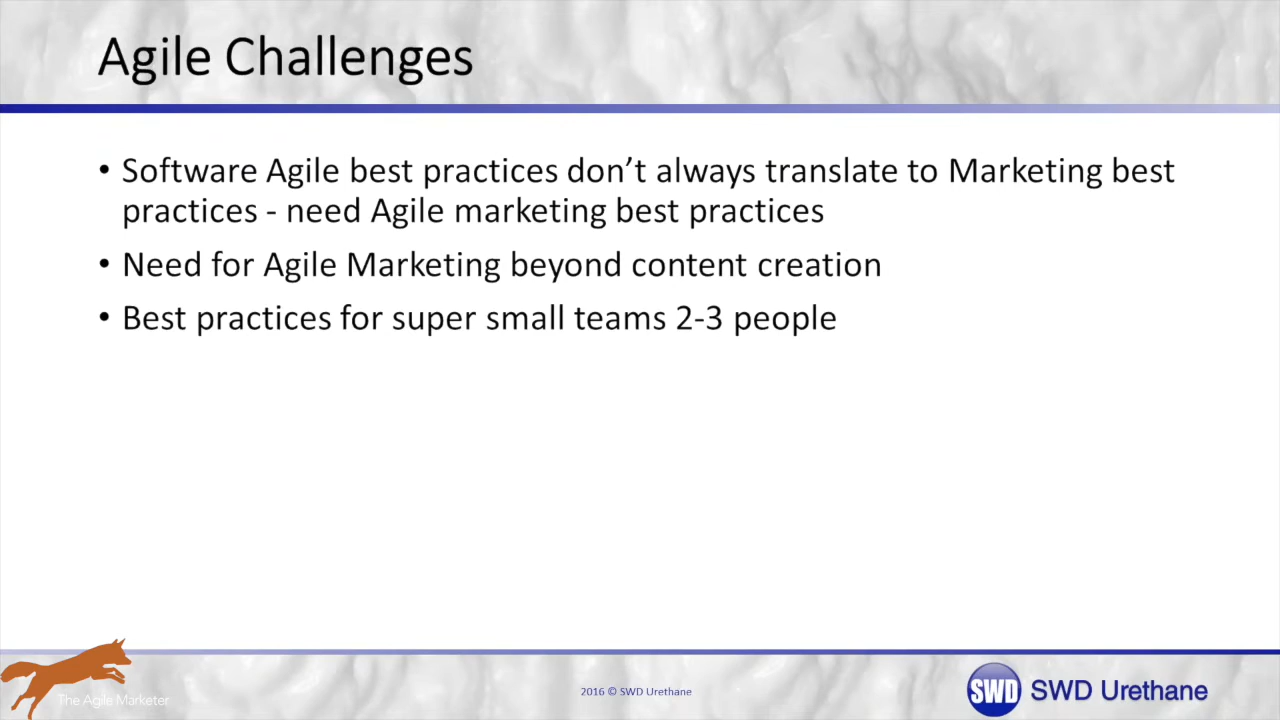 Agile Challenges
• Software Agile best practices don’t always translate to Marketing best
practices - need Agile marketing best practices
• Need for Agile Marketing beyond content creation
• Best practices for super small teams 2-3 people
The Agile Marketer
2016 © SWD Urethane
SWD SWD Urethane